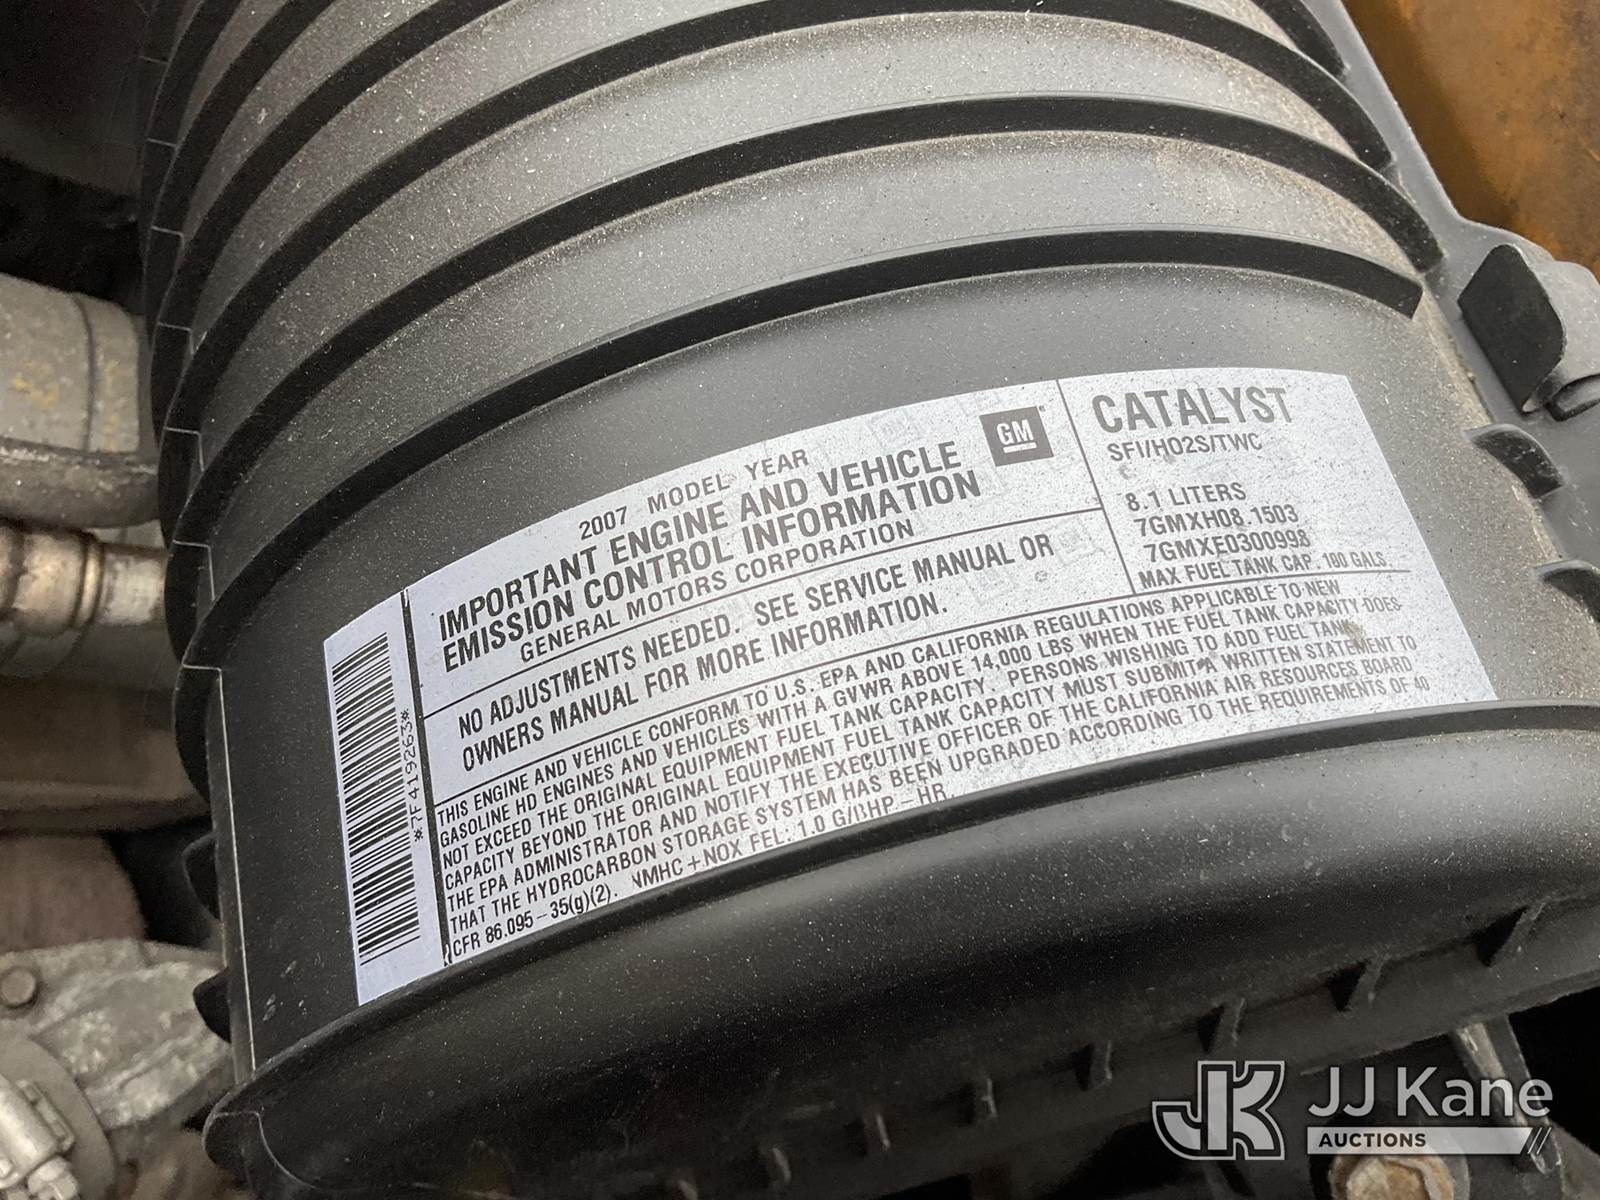 2007 MODEL YEAR
IMPORTANT ENGINE AND VEHICLE
EMISSION CONTROL INFORMATION
GENERAL MOTORS CORPORATION
GM
CATALYST
SFI/HO2S/TWC
8.1 LITERS
7GMXH08.1503
7GMXE0300998
MAX FUEL TANK CAP. 180 GALS.
NO ADJUSTMENTS NEEDED. SEE SERVICE MANUAL OR
OWNERS MANUAL FOR MORE INFORMATION.
THIS ENGINE AND VEHICLE CONFORM TO U.S. EPA AND CALIFORNIA REGULATIONS APPLICABLE TO NEW
GASOLINE HD ENGINES AND VEHICLES WITH A GVWR ABOVE 14,000 LBS WHEN THE FUEL TANK CAPACITY DOES
NOT EXCEED THE ORIGINAL EQUIPMENT FUEL TANK CAPACITY. PERSONS WISHING TO ADD FUEL TANK
CAPACITY BEYOND THE ORIGINAL EQUIPMENT FUEL TANK CAPACITY MUST SUBMIT A WRITTEN STATEMENT TO
THE EPA ADMINISTRATOR AND NOTIFY THE EXECUTIVE OFFICER OF THE CALIFORNIA AIR RESOURCES BOARD
THAT THE HYDROCARBON STORAGE SYSTEM HAS BEEN UPGRADED ACCORDING TO THE REQUIREMENTS OF 40
CFR 86.095-35(g)(2). NMHC+NOX FEL: 1.0 G/BHP-HR.
*7F419263*
JK JJ Kane
AUCTIONS